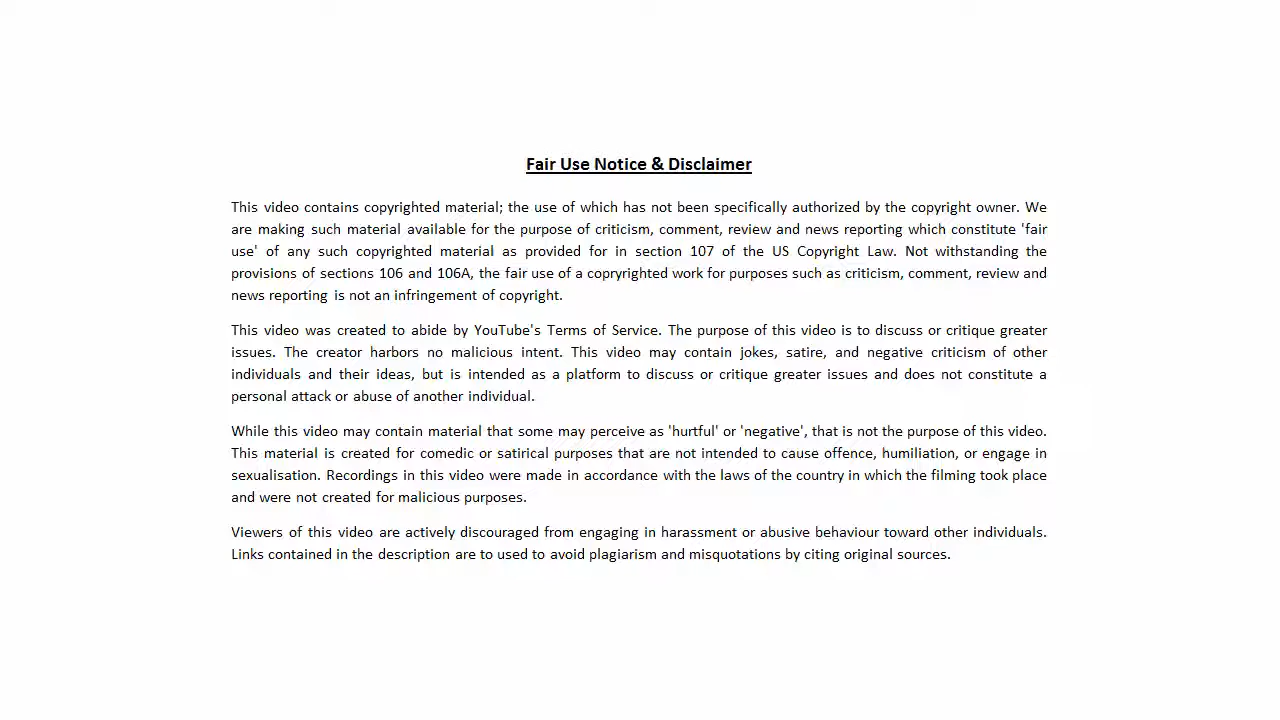 Fair Use Notice & Disclaimer
This video contains copyrighted material; the use of which has not been specifically authorized by the copyright owner. We
are making such material available for the purpose of criticism, comment, review and news reporting which constitute 'fair
use' of any such copyrighted material as provided for in section 107 of the US Copyright Law. Not withstanding the
provisions of sections 106 and 106A, the fair use of a copryrighted work for purposes such as criticism, comment, review and
news reporting is not an infringement of copyright.
This video was created to abide by YouTube's Terms of Service. The purpose of this video is to discuss or critique greater
issues. The creator harbors no malicious intent. This video may contain jokes, satire, and negative criticism of other
individuals and their ideas, but is intended as a platform to discuss or critique greater issues and does not constitute a
personal attack or abuse of another individual.
While this video may contain material that some may perceive as 'hurtful' or 'negative', that is not the purpose of this video.
This material is created for comedic or satirical purposes that are not intended to cause offence, humiliation, or engage in
sexualisation. Recordings in this video were made in accordance with the laws of the country in which the filming took place
and were not created for malicious purposes.
Viewers of this video are actively discouraged from engaging in harassment or abusive behaviour toward other individuals.
Links contained in the description are to used to avoid plagiarism and misquotations by citing original sources.